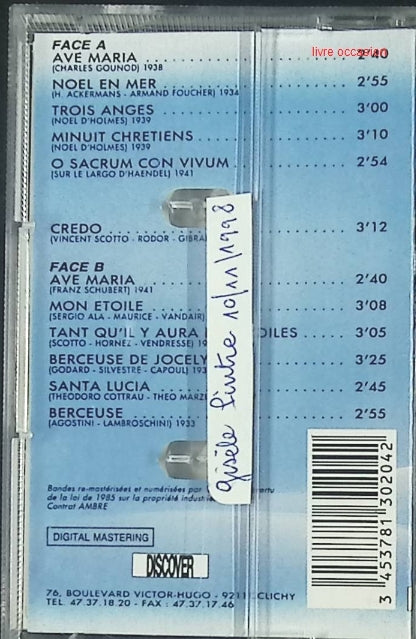 livre occasion
FACE A
AVE MARIA 2'40
(CHARLES GOUNOD) 1938
NOEL EN MER 2'55
(H. ACKERMANS - ARMAND FOUCHER) 1934
TROIS ANGES 3'00
(NOEL D'HOLMES) 1939
MINUIT CHRETIENS 3'10
(NOEL D'HOLMES) 1939
O SACRUM CON VIVUM 2'54
(SUR LE LARGO D'HAENDEL) 1941
CREDO 3'12
(VINCENT SCOTTO - RODOR - GIBRA
FACE B
AVE MARIA 2'40
(FRANZ SCHUBERT) 1941
MON ETOILE 3'08
(SERGIO ALA - MAURICE - VANDAIR)
TANT QU'IL Y AURA OILES 3'05
(SCOTTO - HORNEZ - VENDRESSE) 19
BERCEUSE DE JOCELY 3'25
(GODARD - SILVESTRE - CAPOUL) 193
SANTA LUCIA 2'45
(THEODORO COTTRAU - THEO MARZE
BERCEUSE 2'55
(AGOSTINI - LAMBROSCHINI) 1933
10/11/1998
Bandes re-mastérisées et numérisées par
de la loi de 1985 sur la propriété industrie
Contrat AMBRE
DIGITAL MASTERING
DISCOVER
76, BOULEVARD VICTOR-HUGO - 9211 CLICHY
TEL. 47.37.18.20 - FAX : 47.37.17.46
3 453781 302042